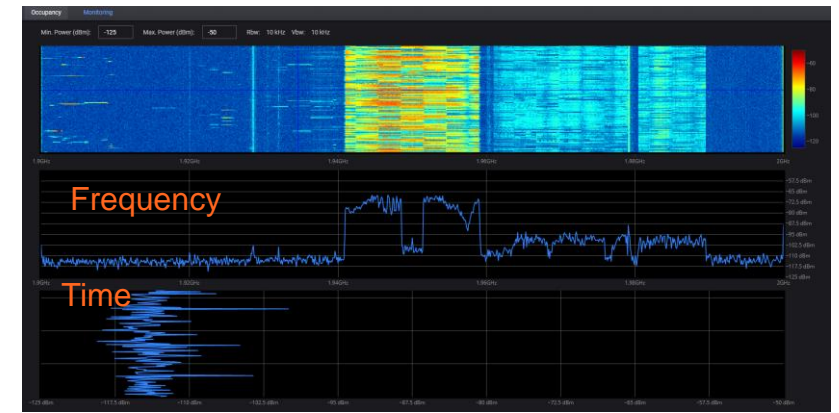 Occupancy Monitoring
Min. Power (dBm): -125 Max. Power (dBm): -50 Rbw: 10 kHz Vbw: 10 kHz
-60
-80
-100
-120
1.9GHz 1.92GHz 1.94GHz 1.96GHz 1.98GHz 2GHz
-57.5 dBm
-65 dBm
-72.5 dBm
-80 dBm
-87.5 dBm
-95 dBm
-102.5 dBm
-110 dBm
-117.5 dBm
-125 dBm
Frequency
1.9GHz 1.92GHz 1.94GHz 1.96GHz 1.98GHz 2GHz
Time
-125 dBm -117.5 dBm -110 dBm -102.5 dBm -95 dBm -87.5 dBm -80 dBm -72.5 dBm -65 dBm -57.5 dBm -50 dBm